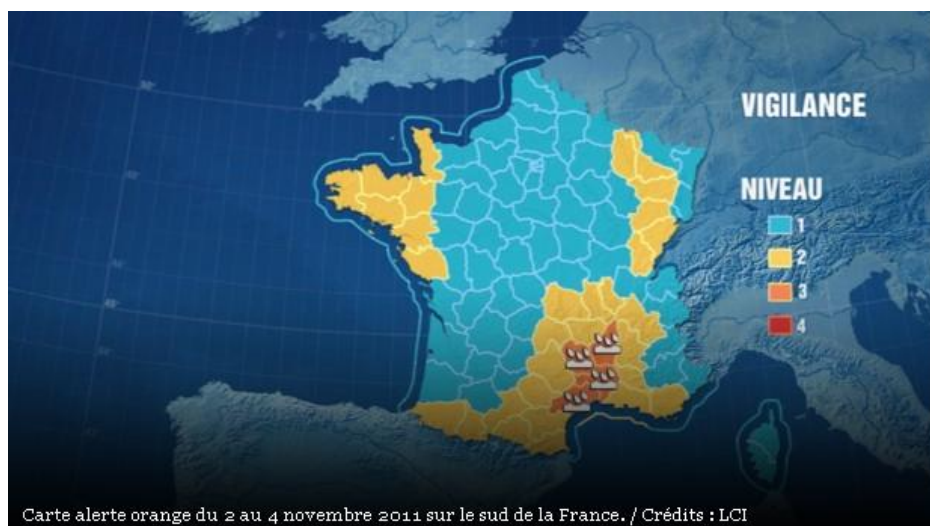 VIGILANCE
NIVEAU
1
2
3
4
Carte alerte orange du 2 au 4 novembre 2011 sur le sud de la France. / Crédits : LCI